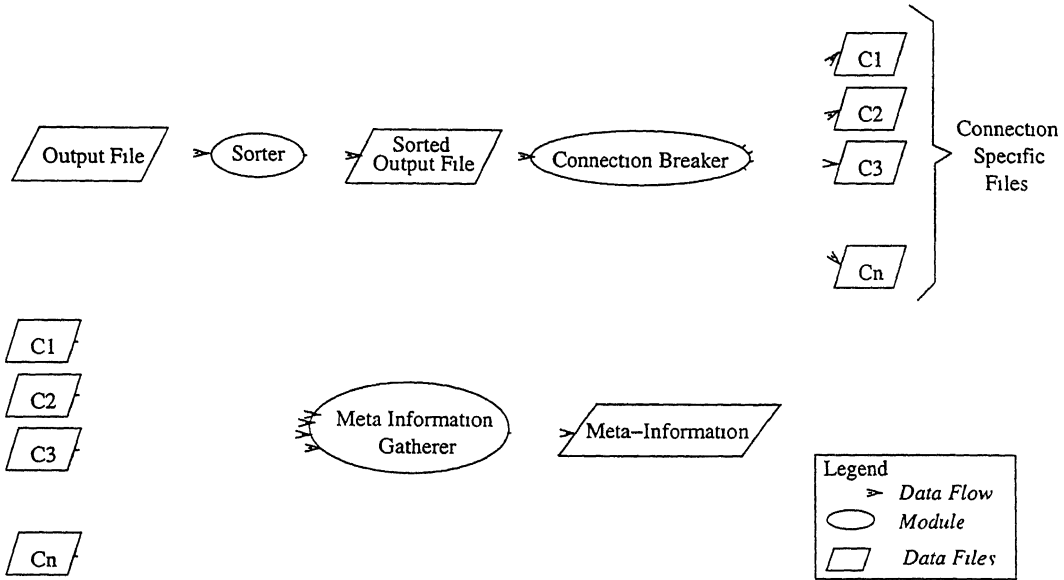 Output File
Sorter
Sorted
Output File
Connection Breaker
C1
C2
C3
Cn
Connection
Specific
Files
C1
C2
C3
Cn
Meta Information
Gatherer
Meta-Information
Legend
Data Flow
Module
Data Files